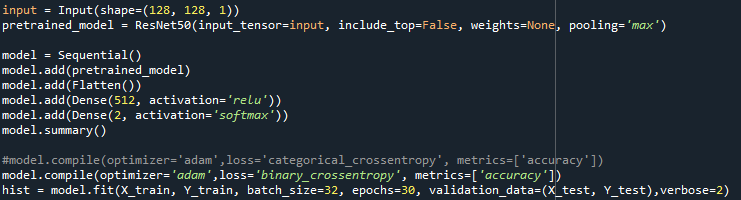 input = Input(shape=(128, 128, 1))
pretrained_model = ResNet50(input_tensor=input, include_top=False, weights=None, pooling='max')
model = Sequential()
model.add(pretrained_model)
model.add(Flatten())
model.add(Dense(512, activation='relu'))
model.add(Dense(2, activation='softmax'))
model.summary()
#model.compile(optimizer='adam',loss='categorical_crossentropy', metrics=['accuracy'])
model.compile(optimizer='adam',loss='binary_crossentropy', metrics=['accuracy'])
hist = model.fit(X_train, Y_train, batch_size=32, epochs=30, validation_data=(X_test, Y_test),verbose=2)